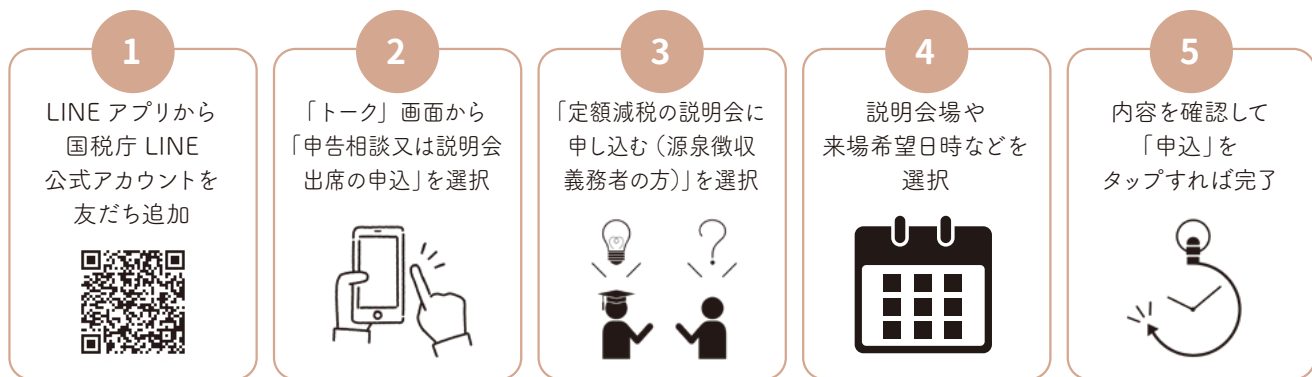 1
LINE アプリから
国税庁 LINE
公式アカウントを
友だち追加
2
「トーク」画面から
「申告相談又は説明会
出席の申込」を選択
3
「定額減税の説明会に
申し込む（源泉徴収
義務者の方）」を選択
4
説明会場や
来場希望日時などを
選択
5
内容を確認して
「申込」を
タップすれば完了